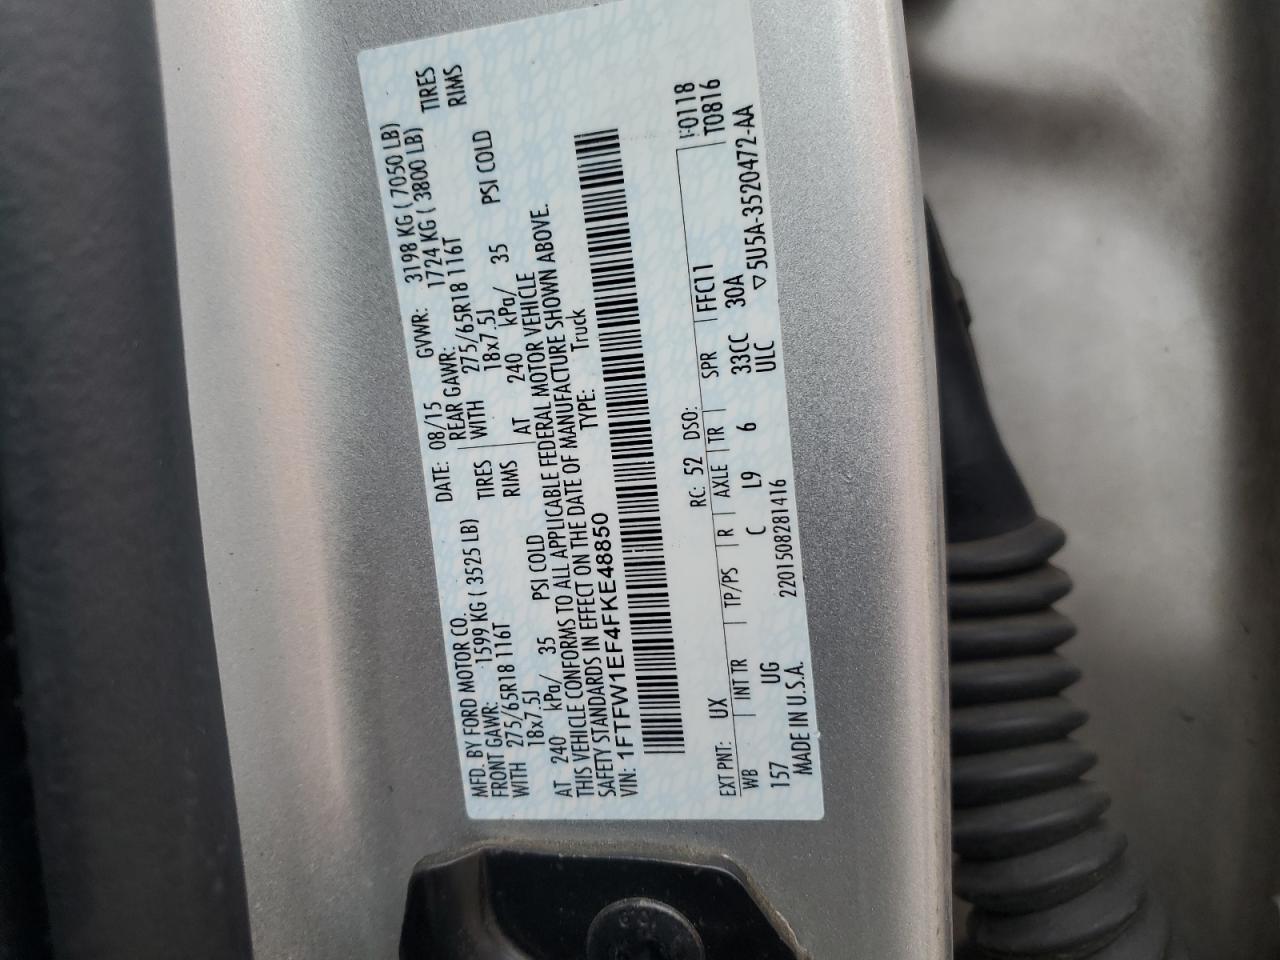 MFD. BY FORD MOTOR CO. DATE: 08/15 GVWR: 3198 KG ( 7050 LB)
FRONT GAWR: 1599 KG ( 3525 LB) REAR GAWR: 1724 KG ( 3800 LB)
WITH 275/65R18 116T TIRES WITH 275/65R18 116T TIRES
18x7.5J RIMS 18x7.5J RIMS
AT 240 kPa/ 35 PSI COLD AT 240 kPa/ 35 PSI COLD
THIS VEHICLE CONFORMS TO ALL APPLICABLE FEDERAL MOTOR VEHICLE
SAFETY STANDARDS IN EFFECT ON THE DATE OF MANUFACTURE SHOWN ABOVE.
VIN: 1FTFW1EF4FKE48850 TYPE: Truck
F0118
T0816
EXT PNT: UX RC: 52 DSO:
WB INT TR TP/PS R AXLE TR SPR FFC11
157 UG C L9 6 33CC 30A
MADE IN U.S.A. 2201508281416 ULC ▽5U5A-3520472-AA